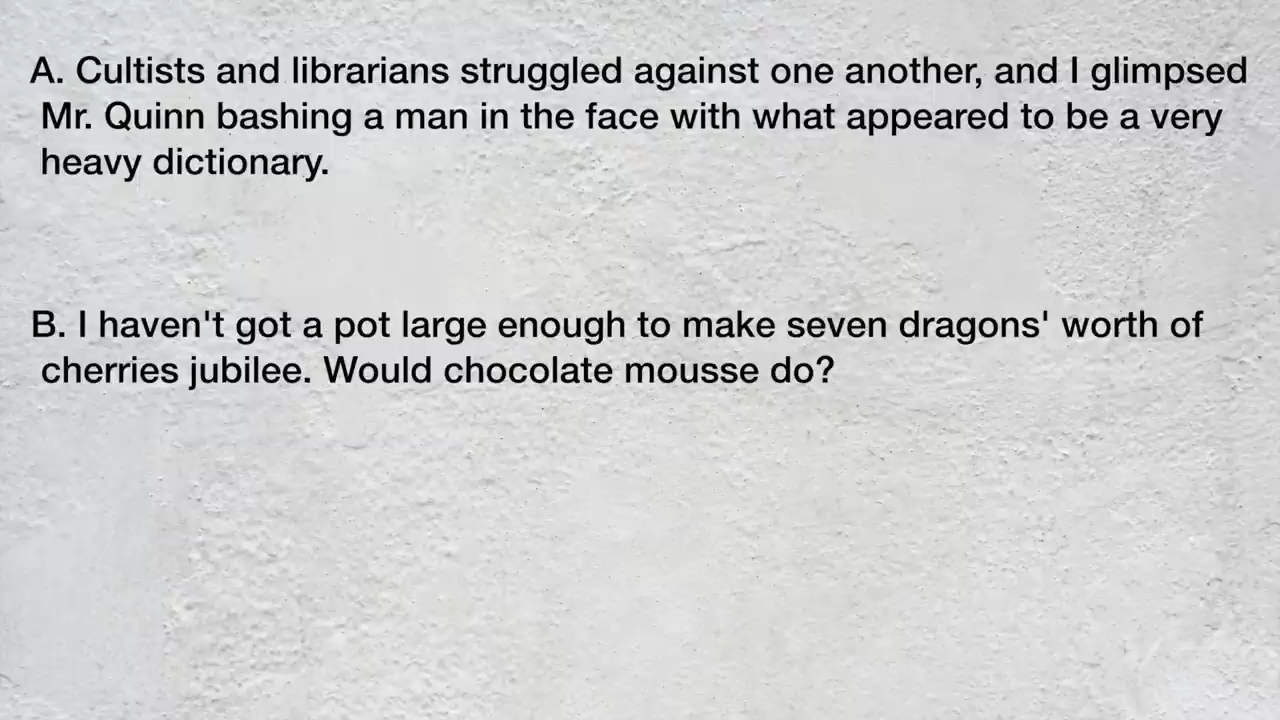 A. Cultists and librarians struggled against one another, and I glimpsed
Mr. Quinn bashing a man in the face with what appeared to be a very
heavy dictionary.
B. I haven't got a pot large enough to make seven dragons' worth of
cherries jubilee. Would chocolate mousse do?